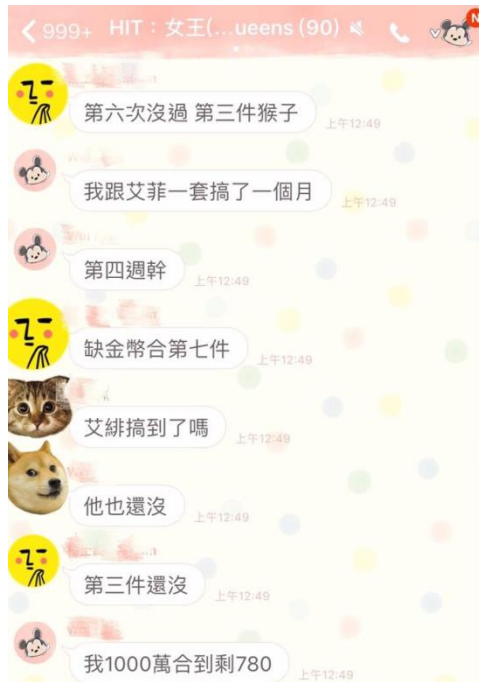 999+ HIT：女王(...ueens (90)
N
第六次沒過 第三件猴子
上午12:49
我跟艾菲一套搞了一個月
上午12:49
第四週幹
上午12:49
缺金幣合第七件
上午12:49
艾緋搞到了嗎
上午12:49
他也還沒
上午12:49
第三件還沒
上午12:49
我1000萬合到剩780
上午12:49